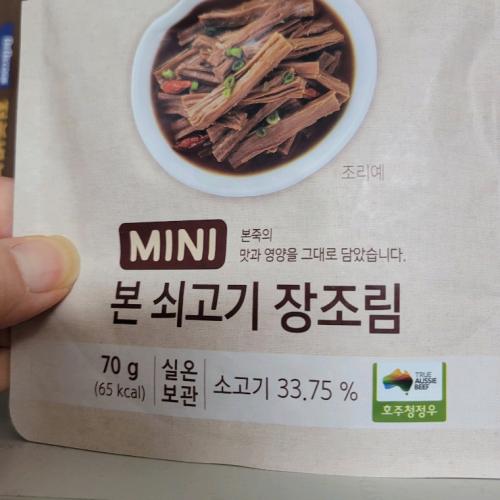 조리예
MINI
본죽의
맛과 영양을 그대로 담았습니다.
본 쇠고기 장조림
70 g
(65 kcal)
실온
보관
소고기 33.75 %
TRUE
AUSSIE
BEEF
호주청정우